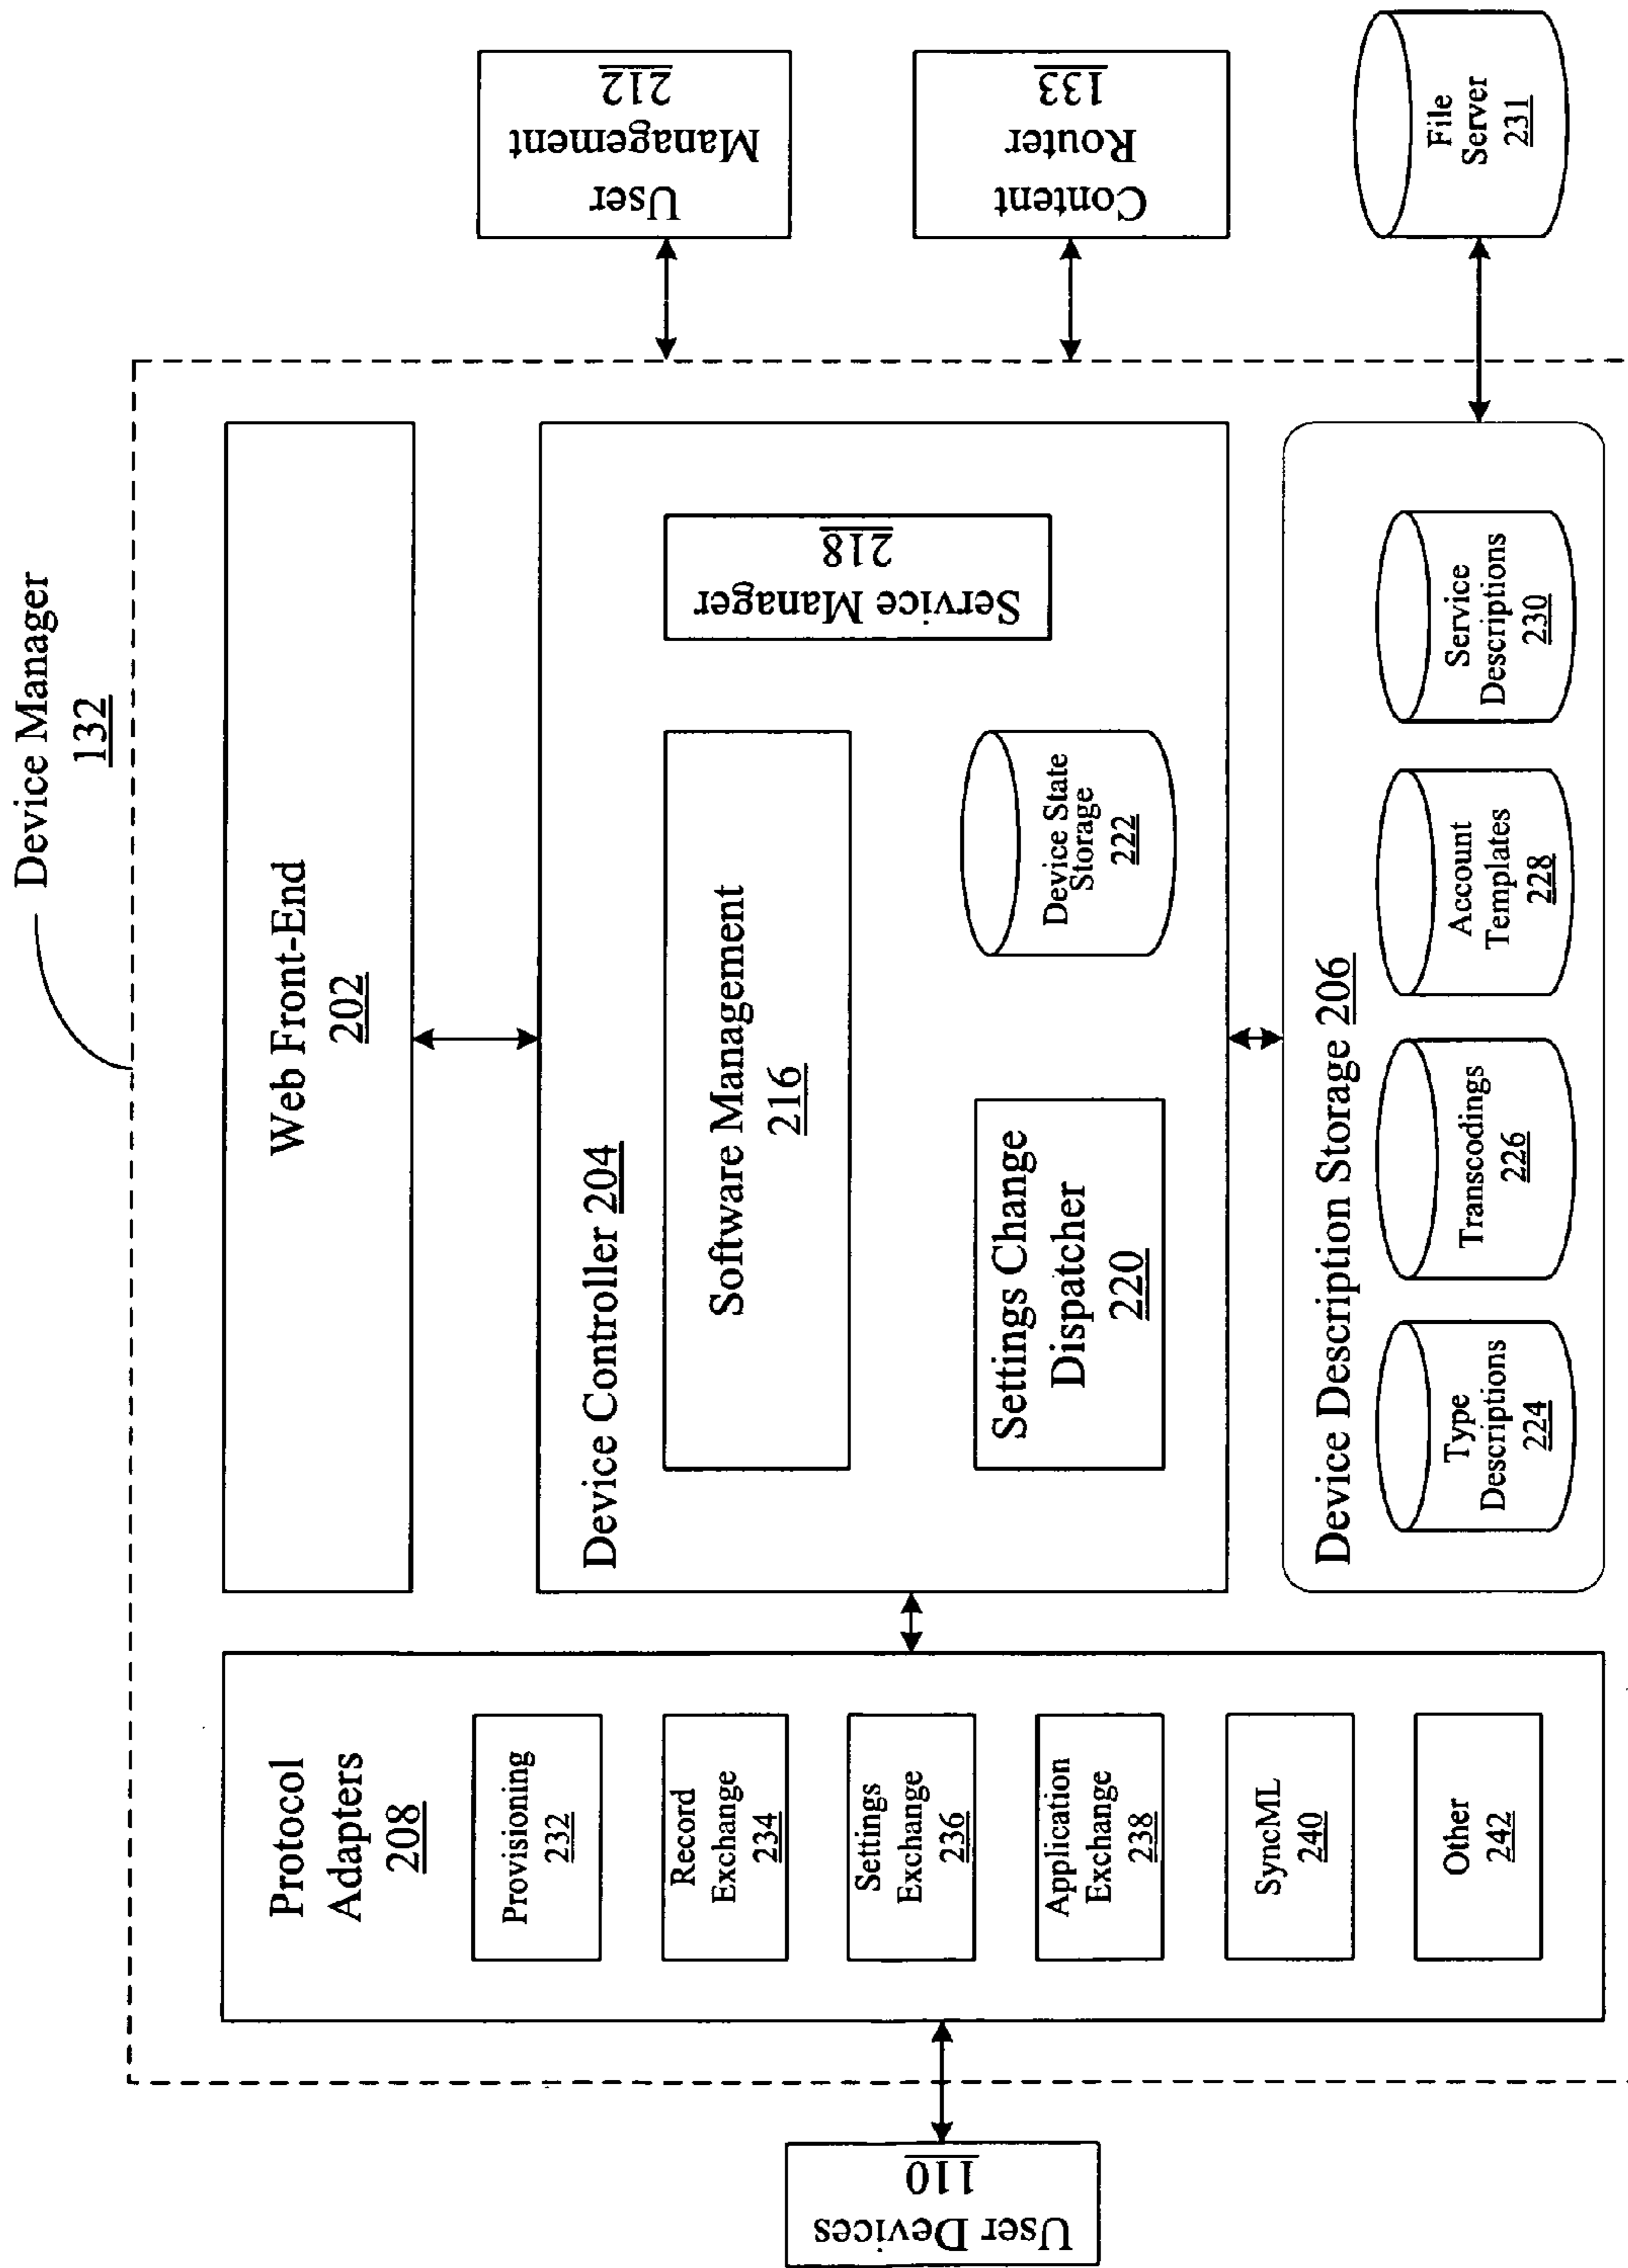 Device Manager
132
Web Front-End
202
User
Management
212
Protocol
Adapters
208
Provisioning
232
Record
Exchange
234
Settings
Exchange
236
Application
Exchange
238
SyncML
240
Other
242
User Devices
110
Device Controller 204
Software Management
216
Service Manager
218
Settings Change
Dispatcher
220
Device State
Storage
222
Content
Router
133
Device Description Storage 206
Type
Descriptions
224
Transcodings
226
Account
Templates
228
Service
Descriptions
230
File
Server
231